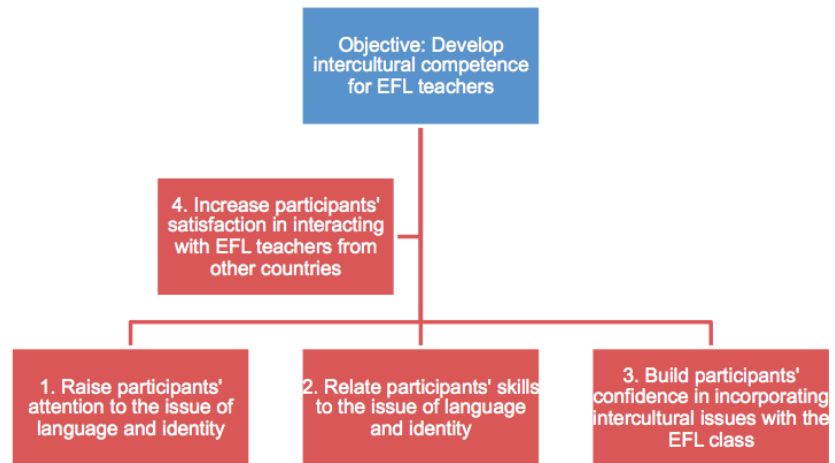 Objective: Develop
intercultural competence
for EFL teachers
4. Increase participants'
satisfaction in interacting
with EFL teachers from
other countries
1. Raise participants'
attention to the issue of
language and identity
2. Relate participants' skills
to the issue of language
and identity
3. Build participants'
confidence in incorporating
intercultural issues with the
EFL class